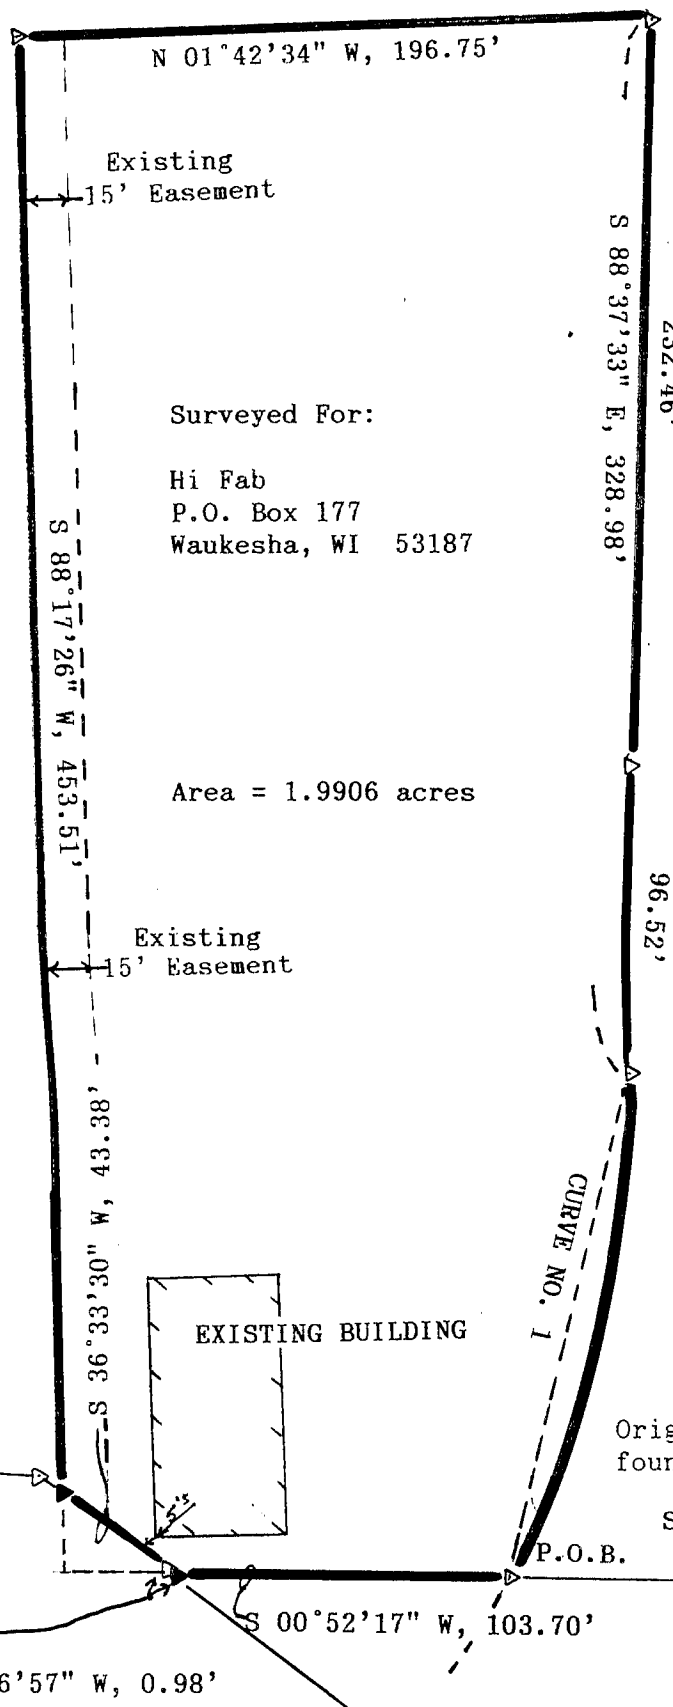 N 01°42'34" W, 196.75'
Existing
15' Easement
S 88°37'33" E, 328.98'
232.46'
Surveyed For:
Hi Fab
P.O. Box 177
Waukesha, WI 53187
S 88°17'26" W, 453.51'
Area = 1.9906 acres
96.52'
Existing
15' Easement
S 36°33'30" W, 43.38'
CURVE NO. 1
EXISTING BUILDING
5'5
P.O.B.
S 00°52'17" W, 103.70'
6'57" W, 0.98'